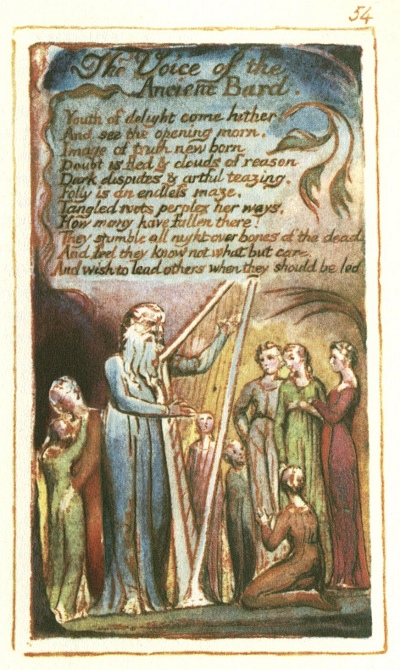 54
The Voice of the
Ancient Bard.
Youth of delight come hither:
And see the opening morn,
Image of truth new born
Doubt is fled & clouds of reason
Dark disputes & artful teazing,
Folly is an endless maze,
Tangled roots perplex her ways,
How many have fallen there!
They stumble all night over bones of the dead
And feel they know not what but care
And wish to lead others when they should be led